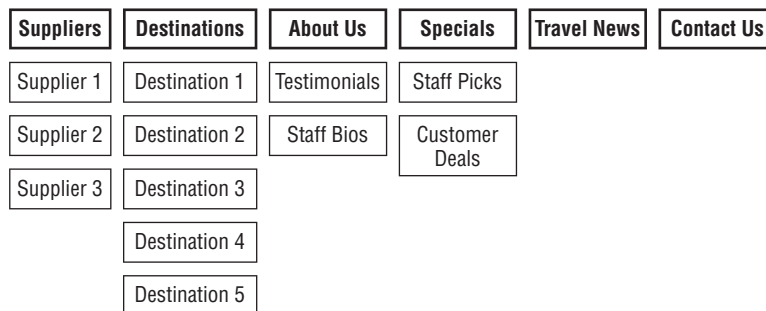 Suppliers
Destinations
About Us
Specials
Travel News
Contact Us
Supplier 1
Destination 1
Testimonials
Staff Picks
Supplier 2
Destination 2
Staff Bios
Customer
Deals
Supplier 3
Destination 3
Destination 4
Destination 5